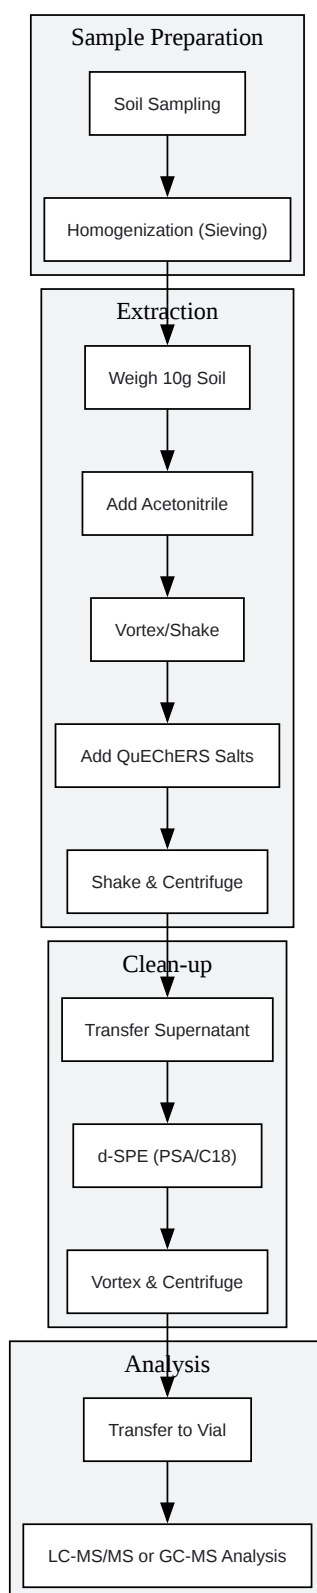 Sample Preparation
Soil Sampling
Homogenization (Sieving)
Extraction
Weigh 10g Soil
Add Acetonitrile
Vortex/Shake
Add QuEChERS Salts
Shake & Centrifuge
Clean-up
Transfer Supernatant
d-SPE (PSA/C18)
Vortex & Centrifuge
Analysis
Transfer to Vial
LC-MS/MS or GC-MS Analysis